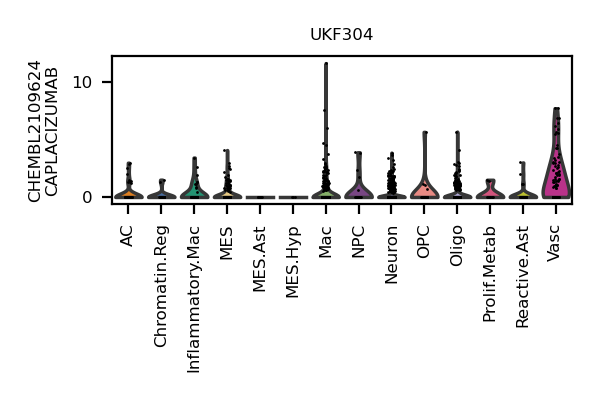 UKF304
CHEMBL2109624
CAPLACIZUMAB
10
0
AC
Chromatin.Reg
Inflammatory.Mac
MES
MES.Ast
MES.Hyp
Mac
NPC
Neuron
OPC
Oligo
Prolif.Metab
Reactive.Ast
Vasc